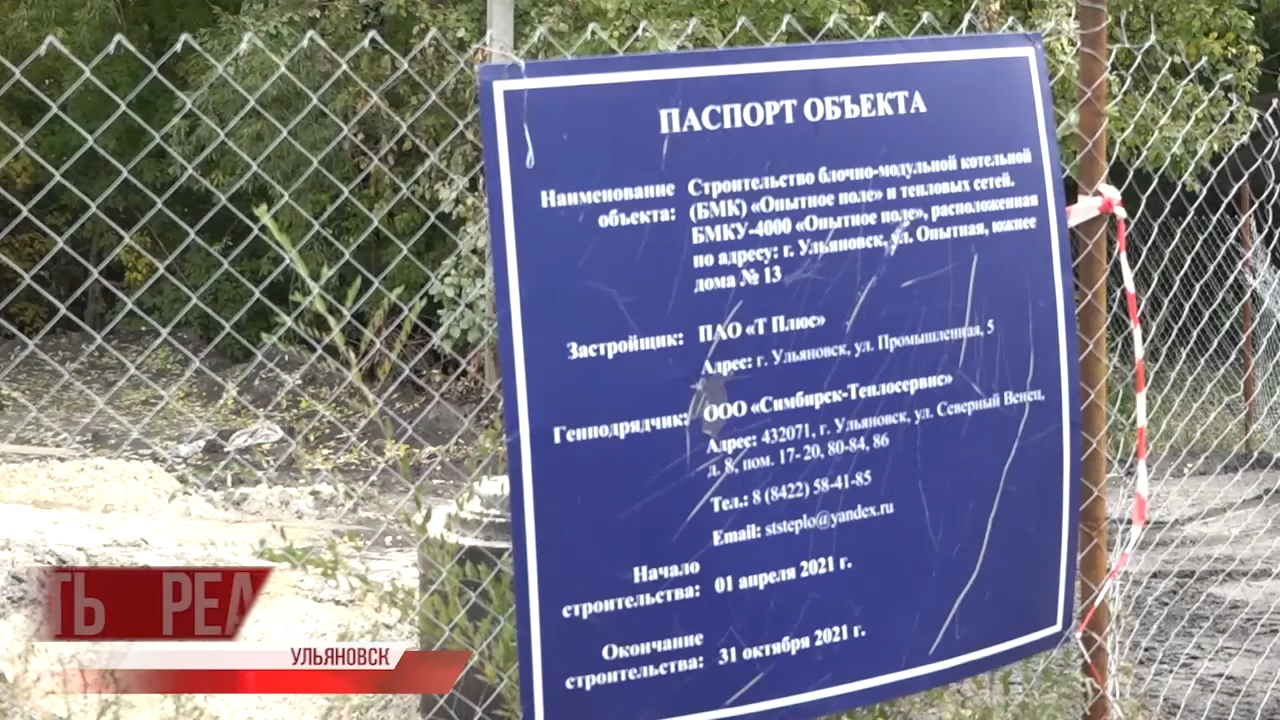 ПАСПОРТ ОБЪЕКТА
Наименование объекта:
Строительство блочно-модульной котельной
(БМК) «Опытное поле» и тепловых сетей.
БМКУ-4000 «Опытное поле», расположенная
по адресу: г. Ульяновск, ул. Опытная, южнее
дома № 13
Застройщик: ПАО «Т Плюс»
Адрес: г. Ульяновск, ул. Промышленная, 5
Генподрядчик: ООО «Симбирск-Теплосервис»
Адрес: 432071, г. Ульяновск, ул. Северный Венец,
д. 8, пом. 17-20, 80-84, 86
Тел.: 8 (8422) 58-41-85
Email: ststeplo@yandex.ru
Начало
строительства: 01 апреля 2021 г.
Окончание
строительства: 31 октября 2021 г.
ТЬ РЕА
УЛЬЯНОВСК